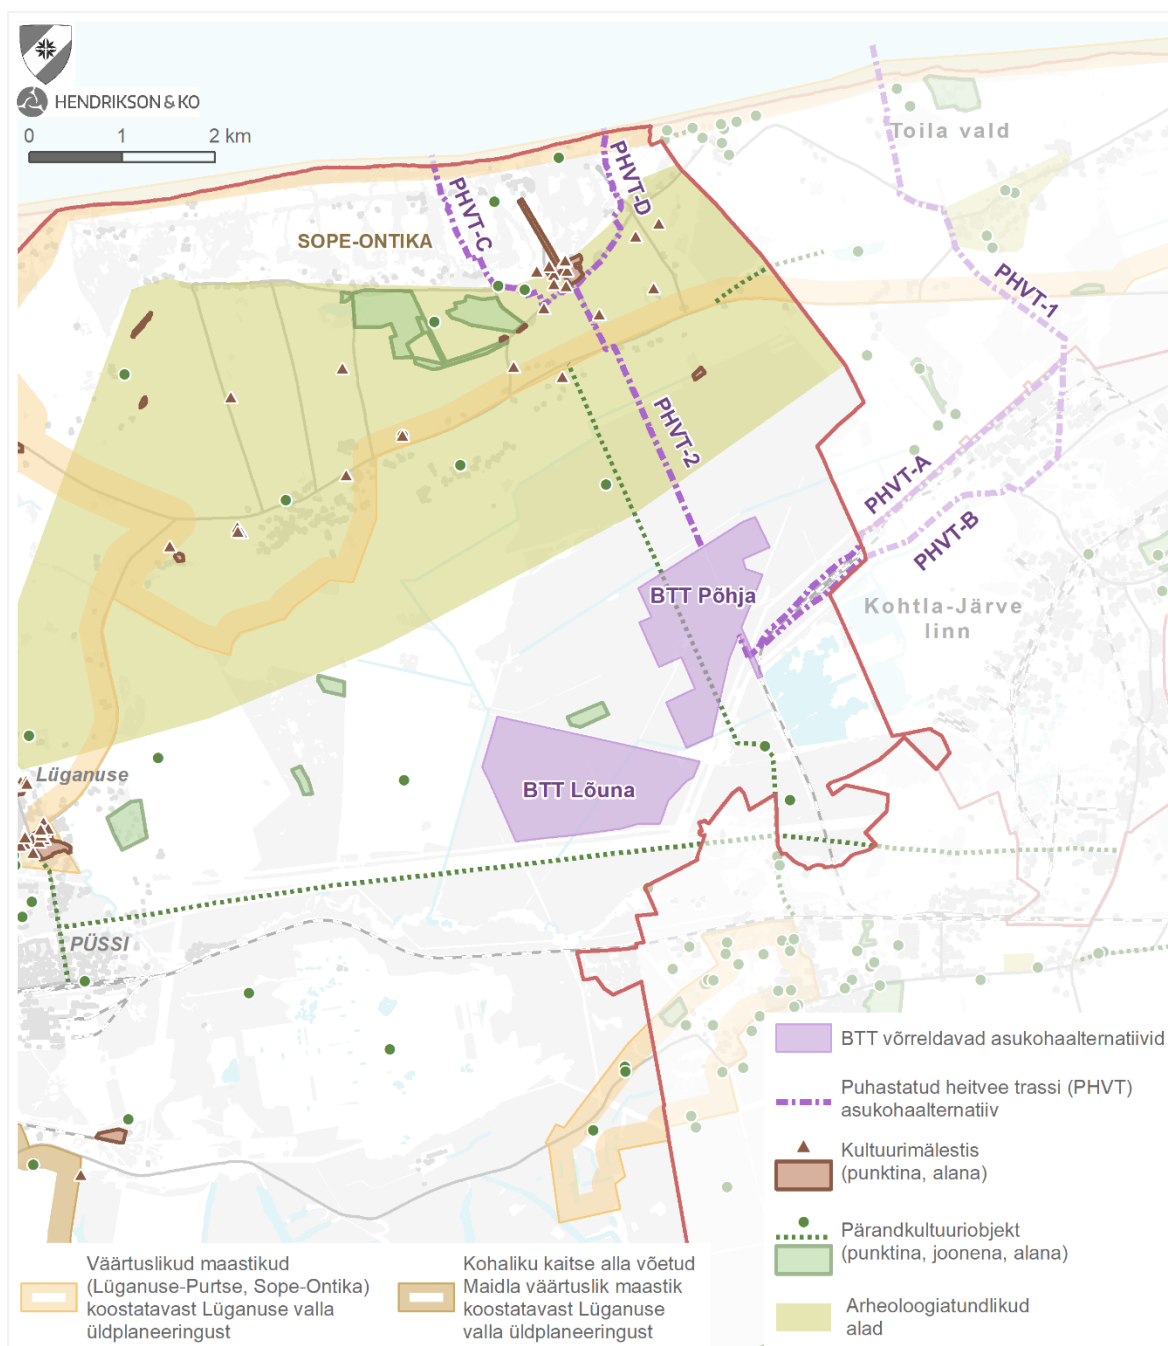 HENDRIKSON & KO
0 1 2 km
Toila vald
PHVT-D
PHVT-C
SOPE-ONTIKA
PHVT-1
PHVT-2
PHVT-A
PHVT-B
BTT Põhja
Kohtla-Järve
linn
Lüganuse
BTT Lõuna
PÜSSI
BTT võrreldavad asukohaalternatiivid
Puhastatud heitvee trassi (PHVT)
asukohaalternatiiv
Kultuurimälestis
(punktina, alana)
Pärandkultuuriobjekt
(punktina, joonena, alana)
Arheoloogiatundlikud
alad
Väärtuslikud maastikud
(Lüganuse-Purtse, Sope-Ontika)
koostatavast Lüganuse valla
üldplaneeringust
Kohaliku kaitse alla võetud
Maidla väärtuslik maastik
koostatavast Lüganuse
valla üldplaneeringust